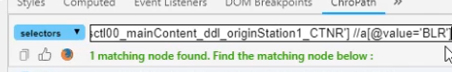 Styles Computed Event Listeners DOM Breakpoints ChroPath
selectors ctl00_mainContent_ddl_originStation1_CTNR'] //a[@value='BLR']
1 matching node found. Find the matching node below :